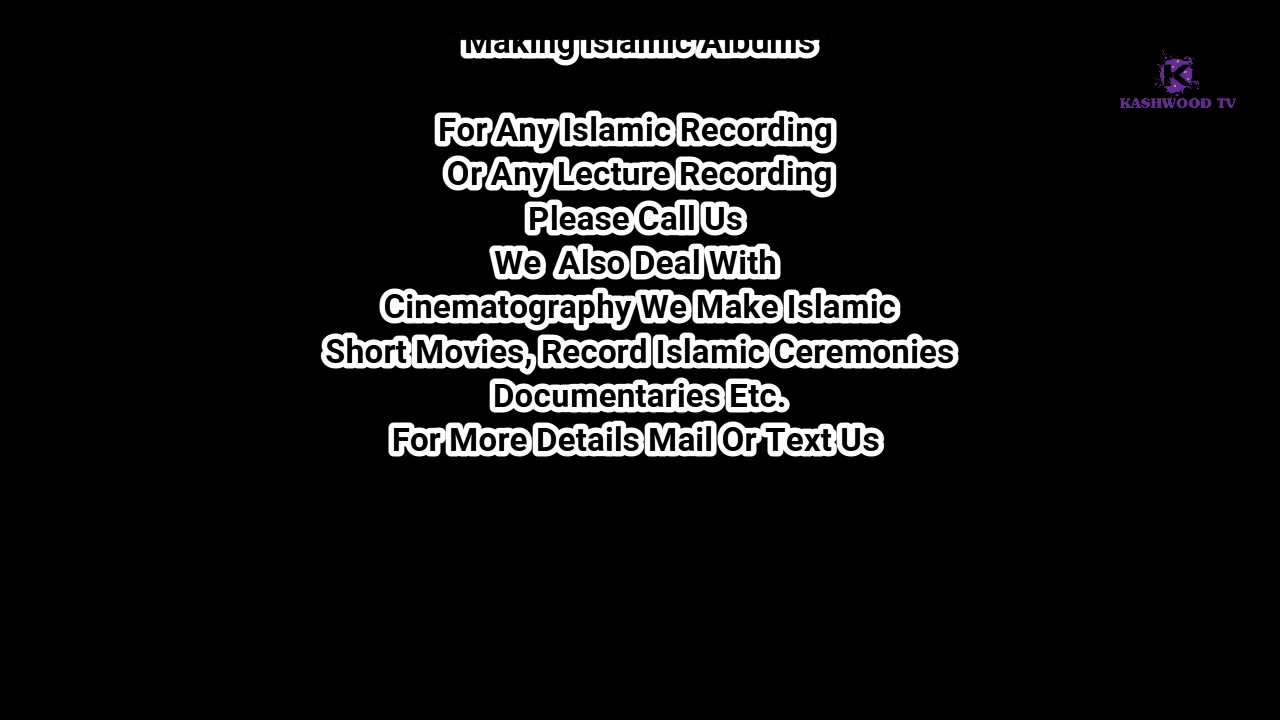 Making Islamic Albums
For Any Islamic Recording
Or Any Lecture Recording
Please Call Us
We Also Deal With
Cinematography We Make Islamic
Short Movies, Record Islamic Ceremonies
Documentaries Etc.
For More Details Mail Or Text Us
K
KASHWOOD TV